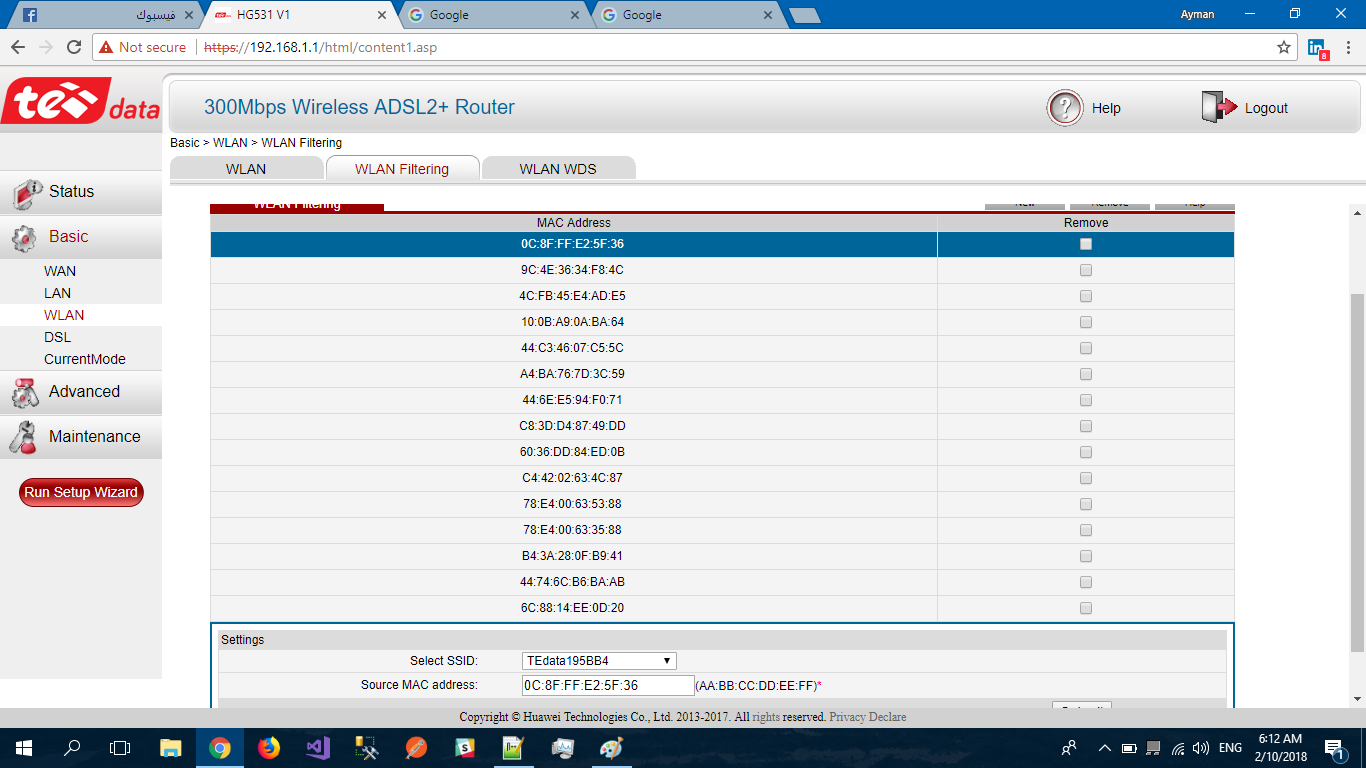 فيسبوك
HG531 V1
Google
Google
Ayman
Not secure https://192.168.1.1/html/content1.asp
8
te data
300Mbps Wireless ADSL2+ Router
? Help
Logout
Basic > WLAN > WLAN Filtering
WLAN
WLAN Filtering
WLAN WDS
Status
Basic
WAN
LAN
WLAN
DSL
CurrentMode
Advanced
Maintenance
Run Setup Wizard
WLAN Filtering
New Remove Help
MAC Address Remove
0C:8F:FF:E2:5F:36
9C:4E:36:34:F8:4C
4C:FB:45:E4:AD:E5
10:0B:A9:0A:BA:64
44:C3:46:07:C5:5C
A4:BA:76:7D:3C:59
44:6E:E5:94:F0:71
C8:3D:D4:87:49:DD
60:36:DD:84:ED:0B
C4:42:02:63:4C:87
78:E4:00:63:53:88
78:E4:00:63:35:88
B4:3A:28:0F:B9:41
44:74:6C:B6:BA:AB
6C:88:14:EE:0D:20
Settings
Select SSID: TEdata195BB4
Source MAC address: 0C:8F:FF:E2:5F:36 (AA:BB:CC:DD:EE:FF)*
Copyright © Huawei Technologies Co., Ltd. 2013-2017. All rights reserved. Privacy Declare
ENG
6:12 AM
2/10/2018
1